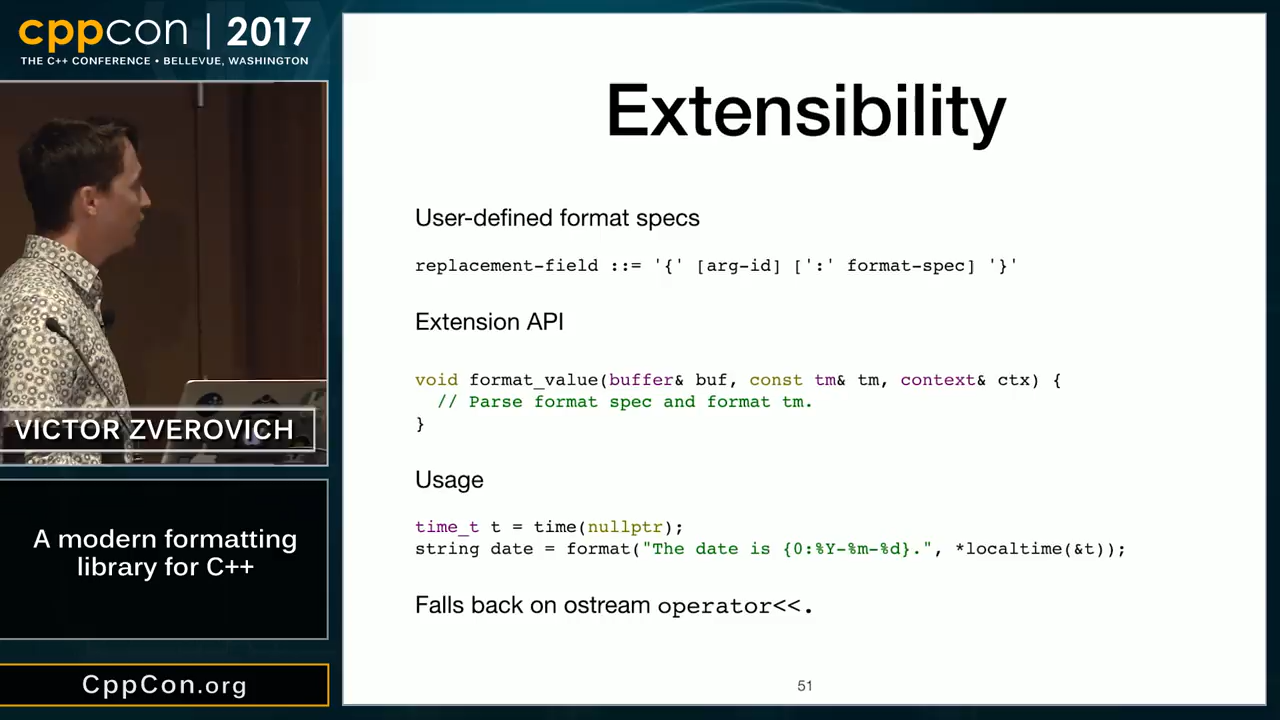 cppcon | 2017
THE C++ CONFERENCE • BELLEVUE, WASHINGTON
VICTOR ZVEROVICH
A modern formatting
library for C++
CppCon.org
Extensibility
User-defined format specs
replacement-field ::= '{' [arg-id] [':' format-spec] '}'
Extension API
void format_value(buffer& buf, const tm& tm, context& ctx) {
  // Parse format spec and format tm.
}
Usage
time_t t = time(nullptr);
string date = format("The date is {0:%Y-%m-%d}.", *localtime(&t));
Falls back on ostream operator<<.
51